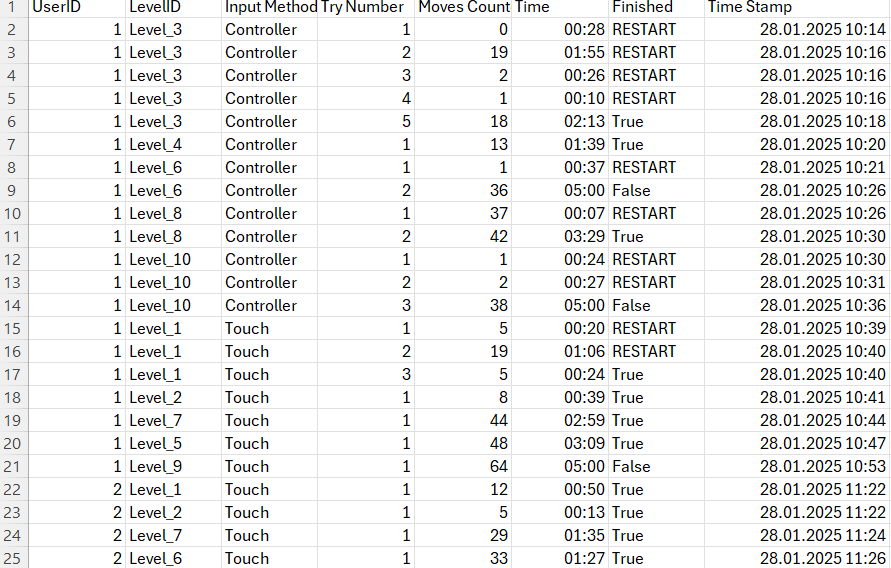 1 UserID LevelID Input Method Try Number Moves Count Time Finished Time Stamp
2 1 Level_3 Controller 1 0 00:28 RESTART 28.01.2025 10:14
3 1 Level_3 Controller 2 19 01:55 RESTART 28.01.2025 10:16
4 1 Level_3 Controller 3 2 00:26 RESTART 28.01.2025 10:16
5 1 Level_3 Controller 4 1 00:10 RESTART 28.01.2025 10:16
6 1 Level_3 Controller 5 18 02:13 True 28.01.2025 10:18
7 1 Level_4 Controller 1 13 01:39 True 28.01.2025 10:20
8 1 Level_6 Controller 1 1 00:37 RESTART 28.01.2025 10:21
9 1 Level_6 Controller 2 36 05:00 False 28.01.2025 10:26
10 1 Level_8 Controller 1 37 00:07 RESTART 28.01.2025 10:26
11 1 Level_8 Controller 2 42 03:29 True 28.01.2025 10:30
12 1 Level_10 Controller 1 1 00:24 RESTART 28.01.2025 10:30
13 1 Level_10 Controller 2 2 00:27 RESTART 28.01.2025 10:31
14 1 Level_10 Controller 3 38 05:00 False 28.01.2025 10:36
15 1 Level_1 Touch 1 5 00:20 RESTART 28.01.2025 10:39
16 1 Level_1 Touch 2 19 01:06 RESTART 28.01.2025 10:40
17 1 Level_1 Touch 3 5 00:24 True 28.01.2025 10:40
18 1 Level_2 Touch 1 8 00:39 True 28.01.2025 10:41
19 1 Level_7 Touch 1 44 02:59 True 28.01.2025 10:44
20 1 Level_5 Touch 1 48 03:09 True 28.01.2025 10:47
21 1 Level_9 Touch 1 64 05:00 False 28.01.2025 10:53
22 2 Level_1 Touch 1 12 00:50 True 28.01.2025 11:22
23 2 Level_2 Touch 1 5 00:13 True 28.01.2025 11:22
24 2 Level_7 Touch 1 29 01:35 True 28.01.2025 11:24
25 2 Level_6 Touch 1 33 01:27 True 28.01.2025 11:26